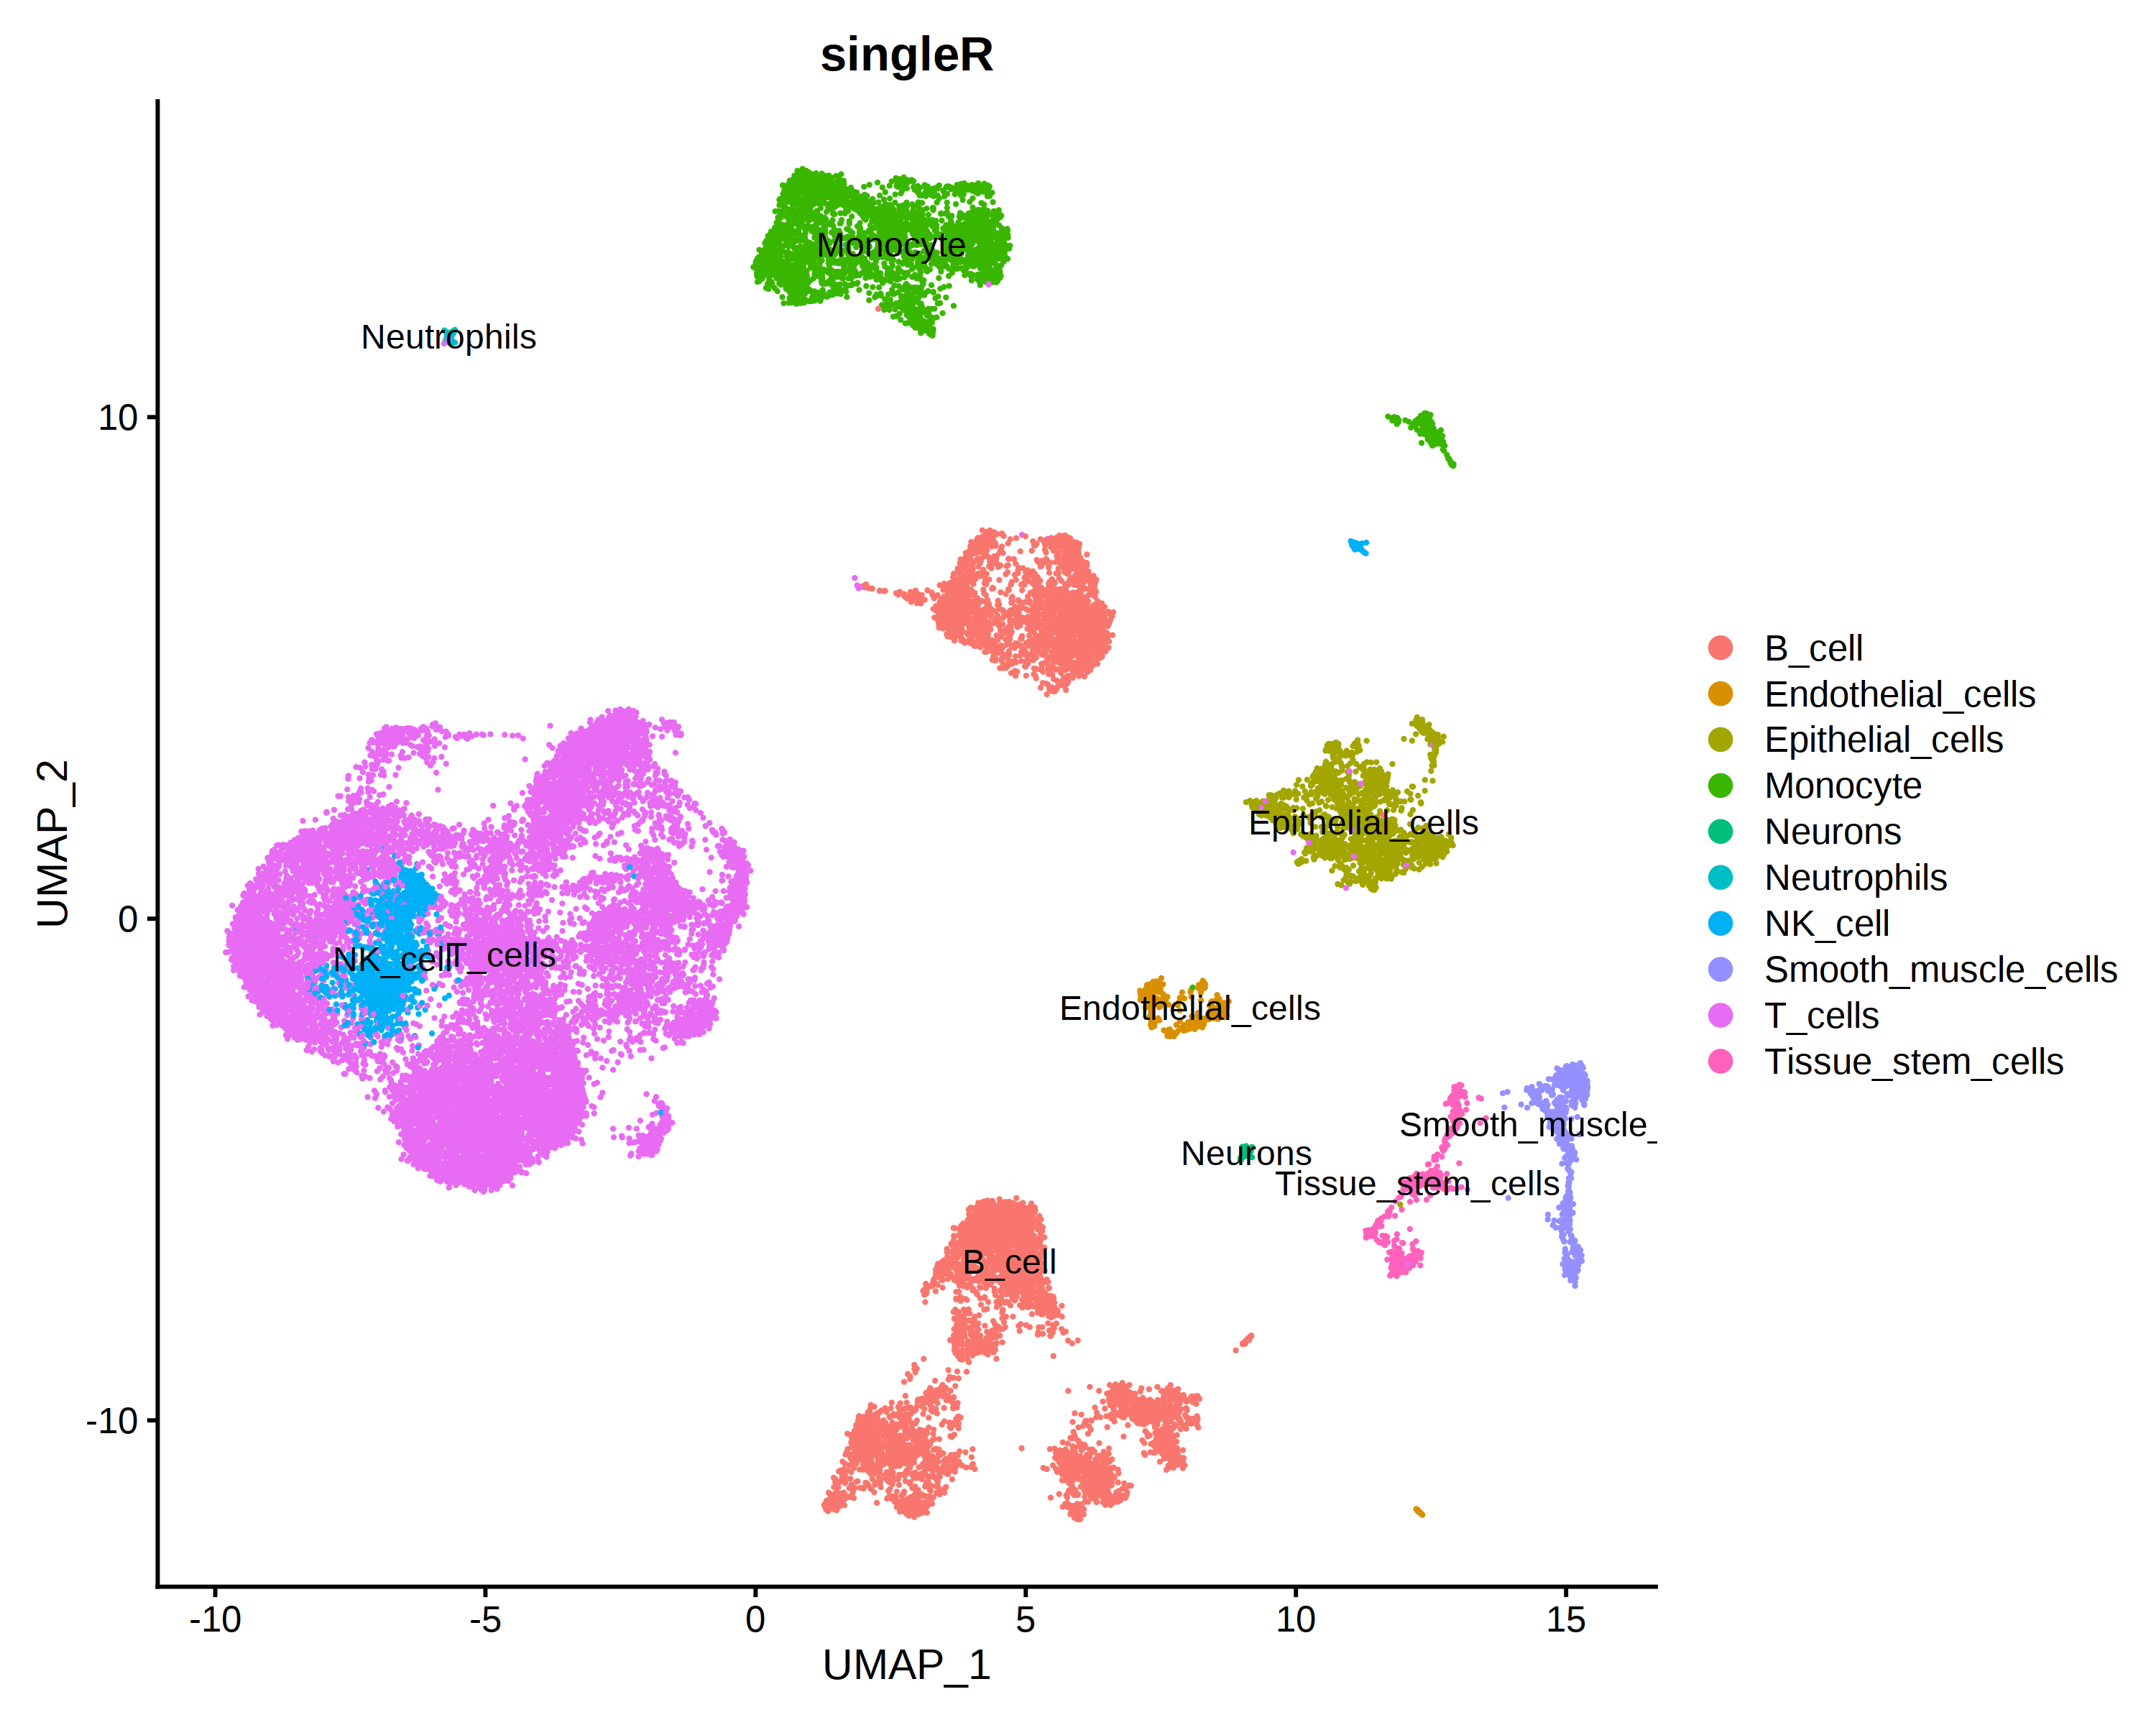 singleR
Monocyte
Neutrophils
10
B_cell
Endothelial_cells
Epithelial_cells
Monocyte
Neurons
Neutrophils
NK_cell
Smooth_muscle_cells
T_cells
Tissue_stem_cells
Epithelial_cells
UMAP_2
0
NK_cell
T_cells
Endothelial_cells
Smooth_muscle_
Neurons
Tissue_stem_cells
B_cell
-10
-10
-5
0
5
10
15
UMAP_1